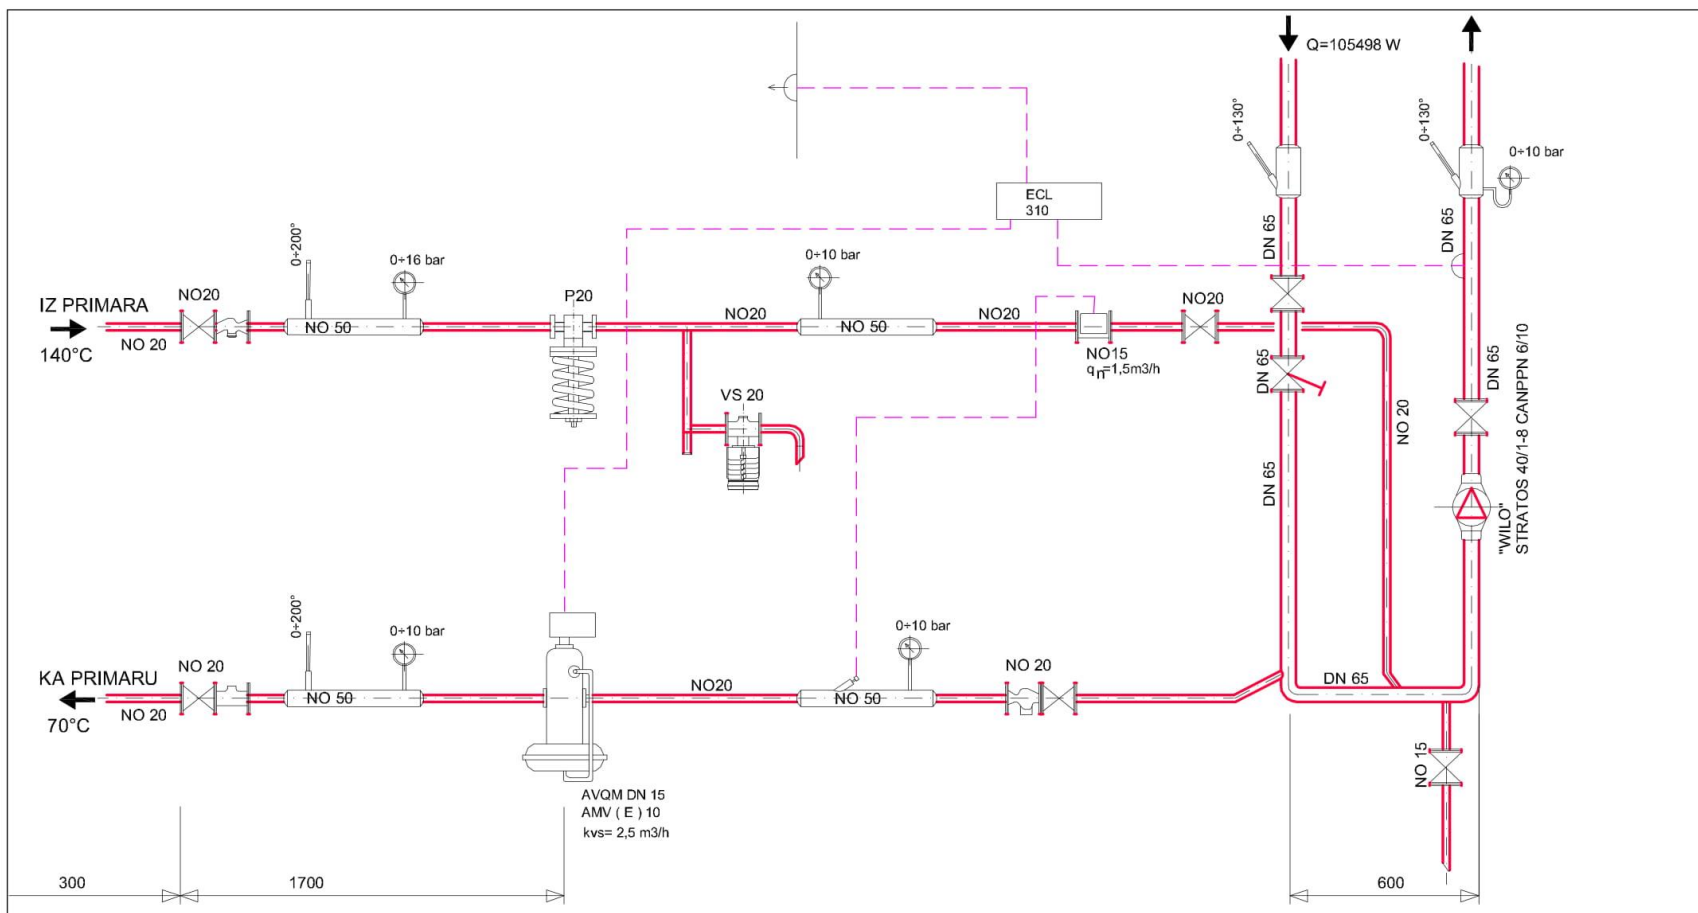 Q=105498 W
0÷130°
0÷130°
0÷10 bar
ECL
310
DN 65
DN 65
0÷200°
0÷16 bar
0÷10 bar
IZ PRIMARA
NO20
P20
NO20
NO20
NO20
NO 50
NO 50
NO 20
140°C
NO15
qn=1,5m3/h
DN 65
DN 65
VS 20
NO 20
DN 65
"WILO"
STRATOS 40/1-8 CANPPN 6/10
0÷200°
0÷10 bar
0÷10 bar
KA PRIMARU
NO 20
NO 20
NO20
DN 65
NO 50
NO 50
NO 20
70°C
NO 15
AVQM DN 15
AMV ( E ) 10
kvs= 2,5 m3/h
300
1700
600